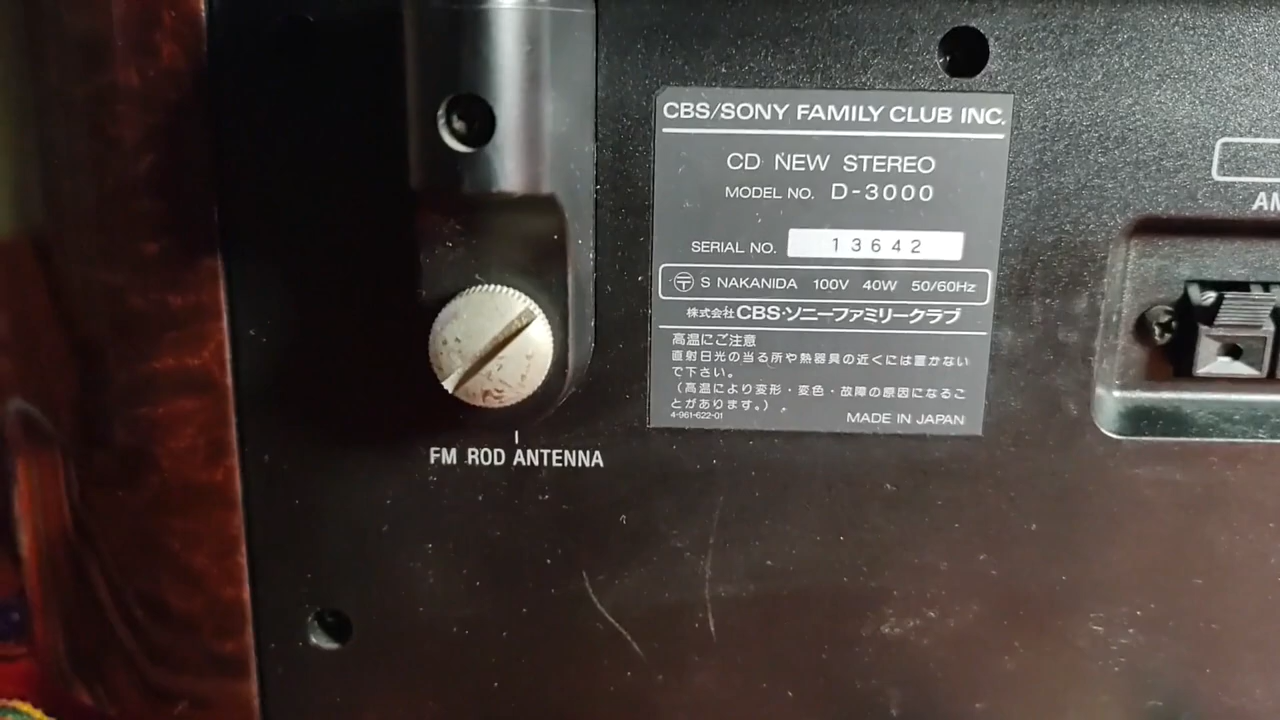 CBS/SONY FAMILY CLUB INC.
CD NEW STEREO
MODEL NO. D-3000
SERIAL NO. 13642
〒 S NAKANIDA 100V 40W 50/60Hz
株式会社 CBS・ソニーファミリークラブ
高温にご注意
直射日光の当る所や熱器具の近くには置かない
で下さい。
(高温により変形・変色・故障の原因になるこ
とがあります。)
4-961-622-01 MADE IN JAPAN
FM ROD ANTENNA